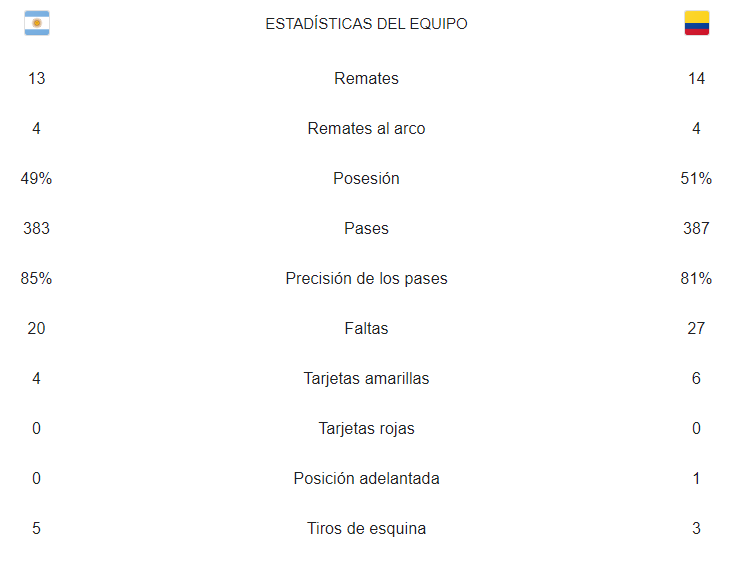 ESTADÍSTICAS DEL EQUIPO
13 Remates 14
4 Remates al arco 4
49% Posesión 51%
383 Pases 387
85% Precisión de los pases 81%
20 Faltas 27
4 Tarjetas amarillas 6
0 Tarjetas rojas 0
0 Posición adelantada 1
5 Tiros de esquina 3